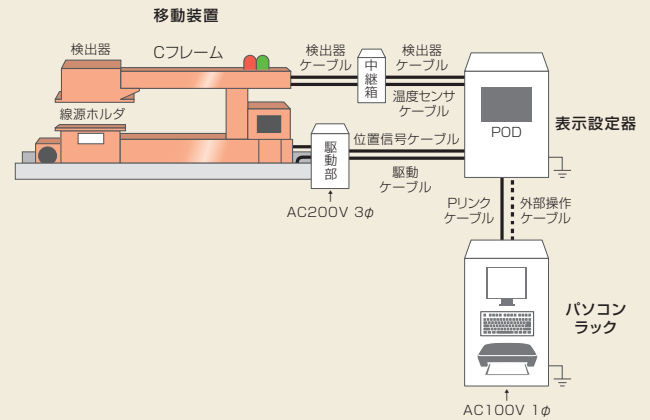 移動装置
検出器
Cフレーム
線源ホルダ
検出器
ケーブル
中継箱
検出器
ケーブル
温度センサ
ケーブル
POD
表示設定器
駆動部
位置信号ケーブル
駆動
ケーブル
AC200V 3φ
Pリンク
ケーブル
外部操作
ケーブル
パソコン
ラック
AC100V 1φ